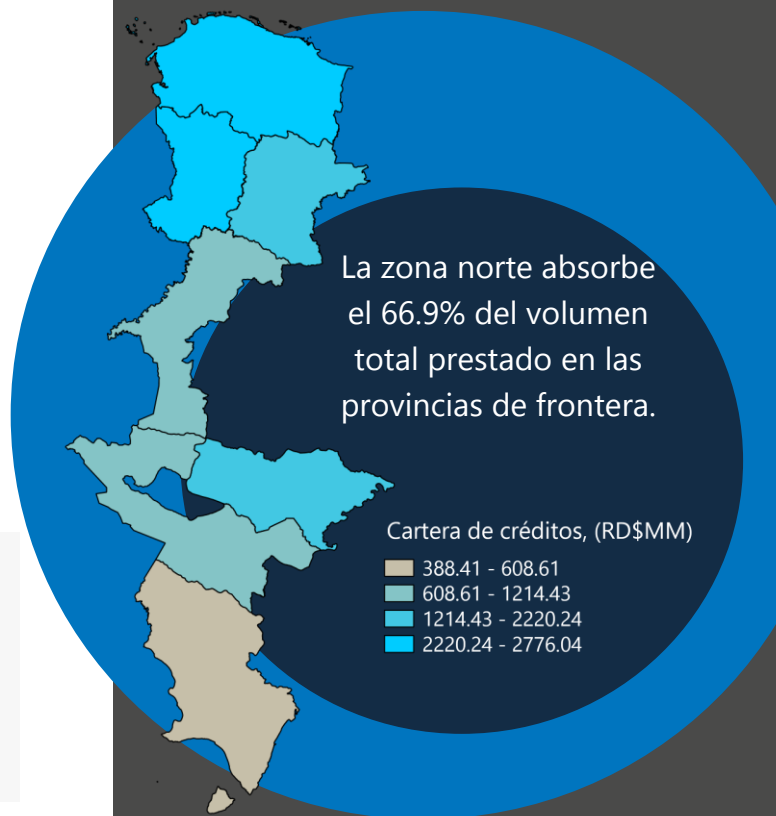 La zona norte absorbe
el 66.9% del volumen
total prestado en las
provincias de frontera.
Cartera de créditos, (RD$MM)
388.41 - 608.61
608.61 - 1214.43
1214.43 - 2220.24
2220.24 - 2776.04